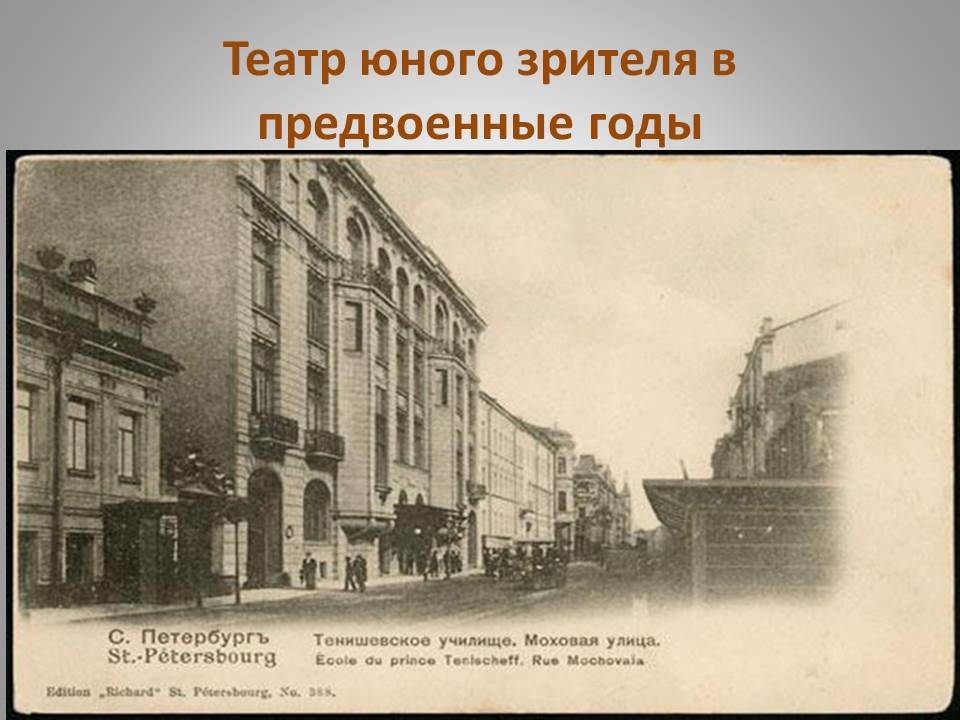 Театр юного зрителя в
предвоенные годы
С. Петербургъ
St.-Pétersbourg
Тенишевское училище. Моховая улица.
École du prince Tenischeff. Rue Mochovaia
Edition „Richard“ St. Pétersbourg, No. 388.